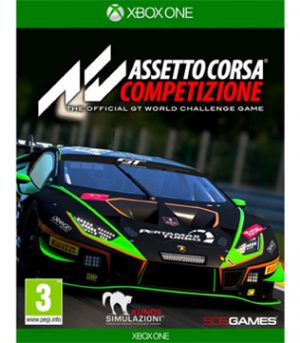 XBOX ONE
ASSETTO CORSA®
COMPETIZIONE
THE OFFICIAL GT WORLD CHALLENGE GAME
PERTAMINA
3
www.pegi.info
KUNOS
SIMULAZIONI
505 GAMES
XBOX ONE